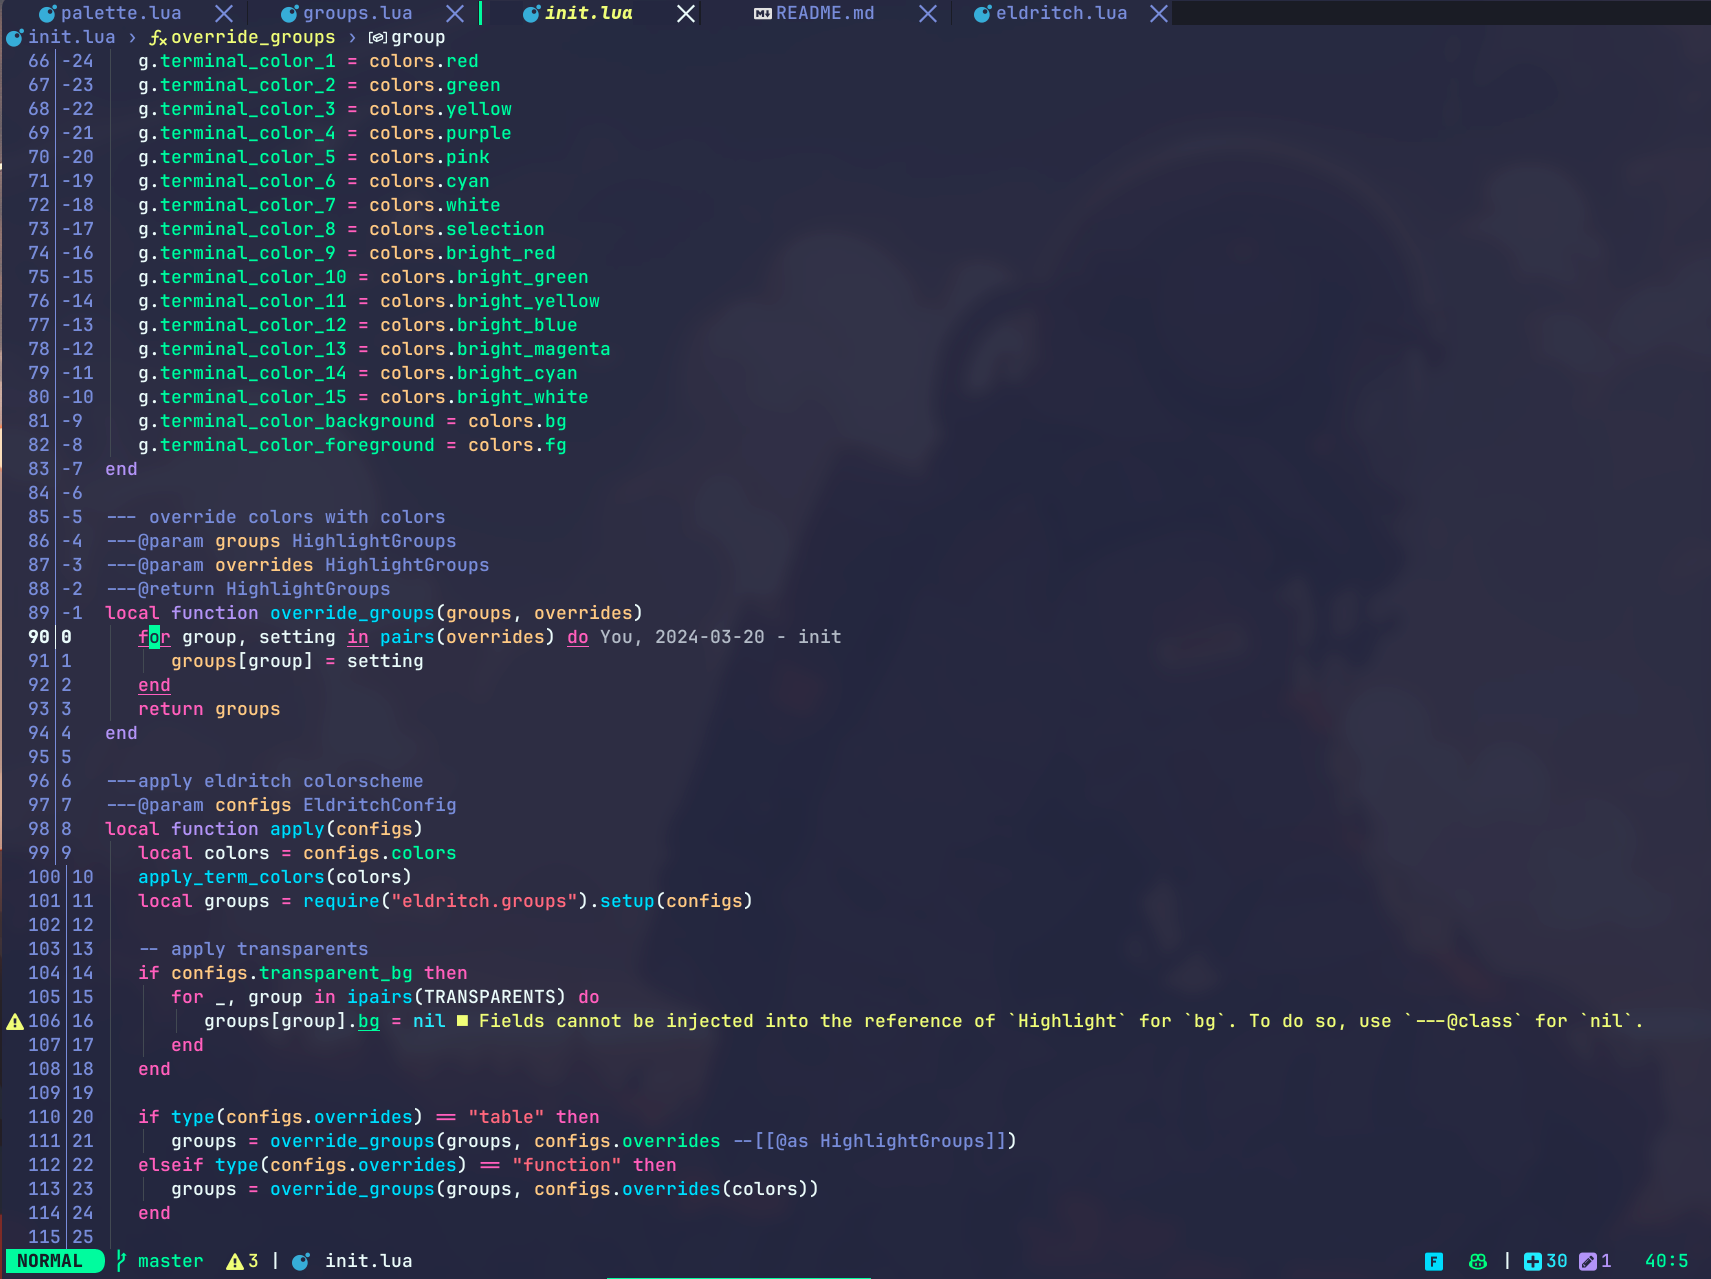 palette.lua groups.lua init.lua README.md eldritch.lua
init.lua › ƒx override_groups › group
66 -24 g.terminal_color_1 = colors.red
67 -23 g.terminal_color_2 = colors.green
68 -22 g.terminal_color_3 = colors.yellow
69 -21 g.terminal_color_4 = colors.purple
70 -20 g.terminal_color_5 = colors.pink
71 -19 g.terminal_color_6 = colors.cyan
72 -18 g.terminal_color_7 = colors.white
73 -17 g.terminal_color_8 = colors.selection
74 -16 g.terminal_color_9 = colors.bright_red
75 -15 g.terminal_color_10 = colors.bright_green
76 -14 g.terminal_color_11 = colors.bright_yellow
77 -13 g.terminal_color_12 = colors.bright_blue
78 -12 g.terminal_color_13 = colors.bright_magenta
79 -11 g.terminal_color_14 = colors.bright_cyan
80 -10 g.terminal_color_15 = colors.bright_white
81 -9 g.terminal_color_background = colors.bg
82 -8 g.terminal_color_foreground = colors.fg
83 -7 end
84 -6
85 -5 --- override colors with colors
86 -4 ---@param groups HighlightGroups
87 -3 ---@param overrides HighlightGroups
88 -2 ---@return HighlightGroups
89 -1 local function override_groups(groups, overrides)
90 0 for group, setting in pairs(overrides) do You, 2024-03-20 - init
91 1 groups[group] = setting
92 2 end
93 3 return groups
94 4 end
95 5
96 6 ---apply eldritch colorscheme
97 7 ---@param configs EldritchConfig
98 8 local function apply(configs)
99 9 local colors = configs.colors
100 10 apply_term_colors(colors)
101 11 local groups = require("eldritch.groups").setup(configs)
102 12
103 13 -- apply transparents
104 14 if configs.transparent_bg then
105 15 for _, group in ipairs(TRANSPARENTS) do
106 16 groups[group].bg = nil ■ Fields cannot be injected into the reference of `Highlight` for `bg`. To do so, use `---@class` for `nil`.
107 17 end
108 18 end
109 19
110 20 if type(configs.overrides) == "table" then
111 21 groups = override_groups(groups, configs.overrides --[[@as HighlightGroups]])
112 22 elseif type(configs.overrides) == "function" then
113 23 groups = override_groups(groups, configs.overrides(colors))
114 24 end
115 25
NORMAL master 3 | init.lua F | 30 1 40:5